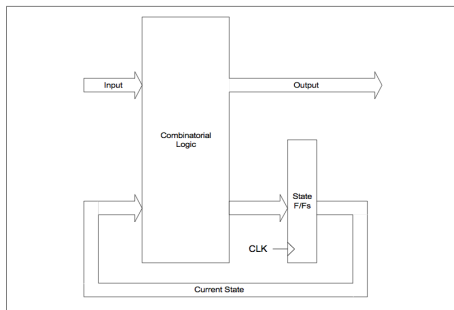 Input
Output
Combinatorial
Logic
State
F/Fs
CLK
Current State